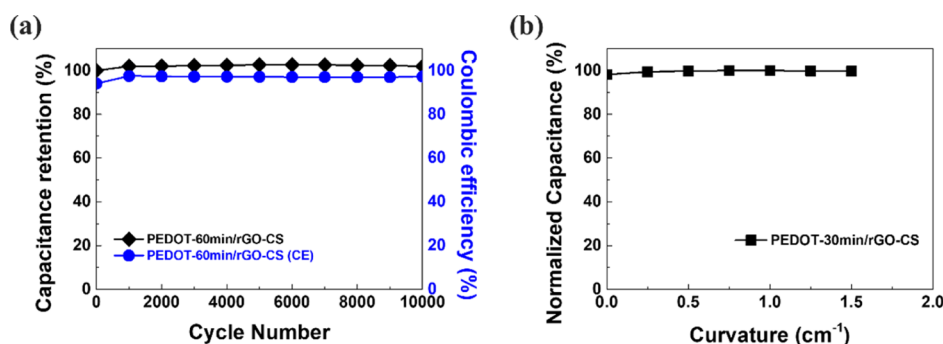 (a)
Capacitance retention (%)
100
80
60
40
20
0
PEDOT-60min/rGO-CS
PEDOT-60min/rGO-CS (CE)
0 2000 4000 6000 8000 10000
Cycle Number
100
80
60
40
20
0
Coulombic efficiency (%)
(b)
Normalized Capacitance (%)
100
80
60
40
20
0
PEDOT-30min/rGO-CS
0.0 0.5 1.0 1.5 2.0
Curvature (cm-1)